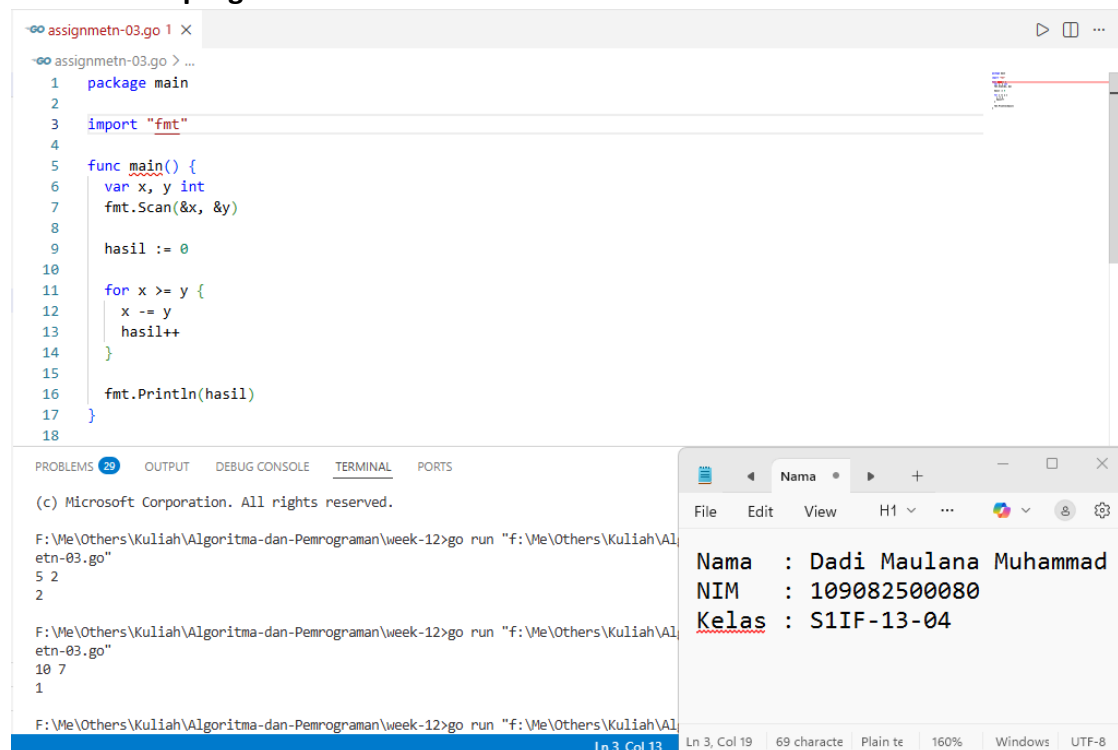 assignmetn-03.go 1
assignmetn-03.go > ...
1 package main
2
3 import "fmt"
4
5 func main() {
6 var x, y int
7 fmt.Scan(&x, &y)
8
9 hasil := 0
10
11 for x >= y {
12 x -= y
13 hasil++
14 }
15
16 fmt.Println(hasil)
17 }
18
PROBLEMS 29 OUTPUT DEBUG CONSOLE TERMINAL PORTS
(c) Microsoft Corporation. All rights reserved.
F:\Me\Others\Kuliah\Algoritma-dan-Pemrograman\week-12>go run "f:\Me\Others\Kuliah\Al
etn-03.go"
5 2
2
F:\Me\Others\Kuliah\Algoritma-dan-Pemrograman\week-12>go run "f:\Me\Others\Kuliah\Al
etn-03.go"
10 7
1
F:\Me\Others\Kuliah\Algoritma-dan-Pemrograman\week-12>go run "f:\Me\Others\Kuliah\Al
Ln 3, Col 13
Nama
File Edit View H1 ...
Nama : Dadi Maulana Muhammad
NIM : 109082500080
Kelas : S1IF-13-04
Ln 3, Col 19 69 characte Plain te 160% Windows UTF-8